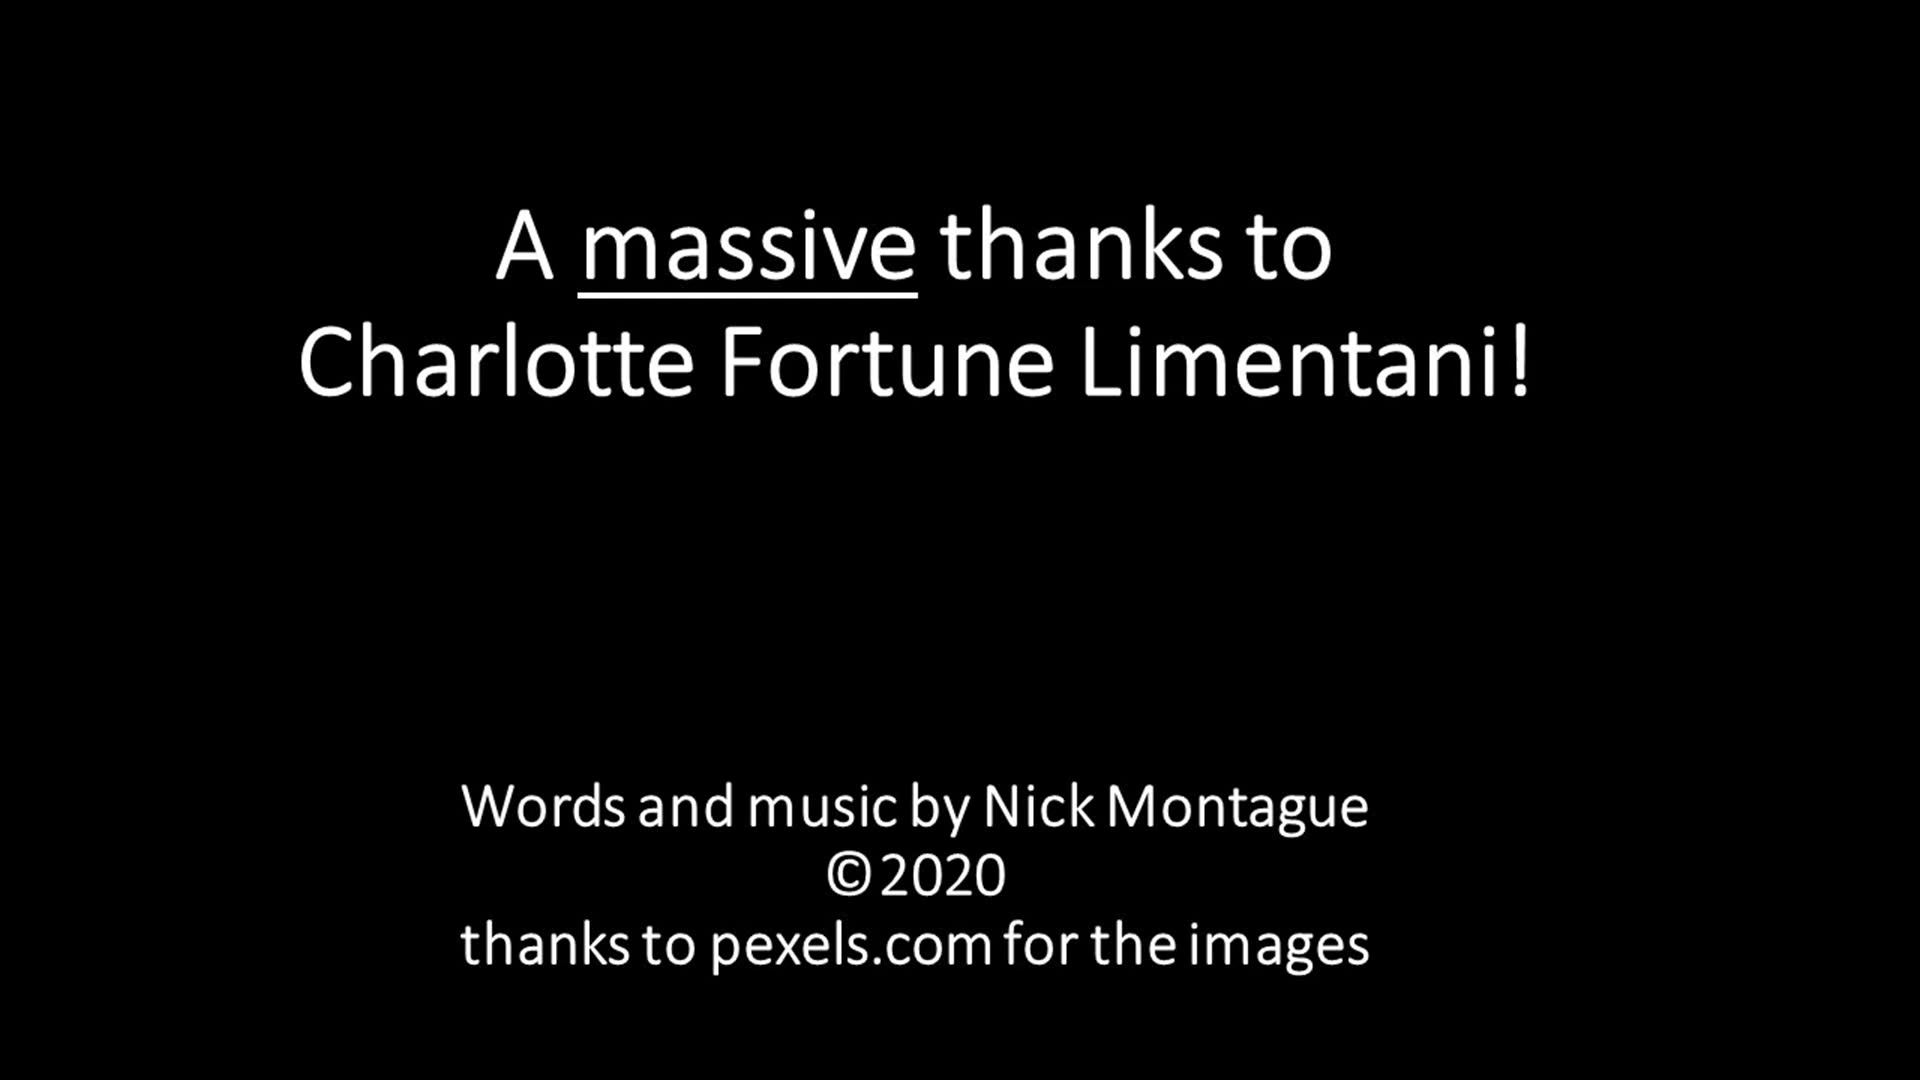 A massive thanks to
Charlotte Fortune Limentani!
Words and music by Nick Montague
©2020
thanks to pexels.com for the images